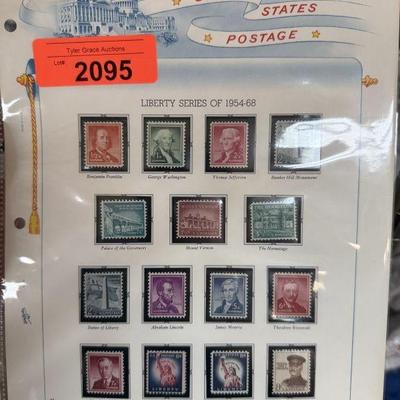 STATES
POSTAGE
Tyler Grace Auctions
Lot#
2095
LIBERTY SERIES OF 1954-68
Benjamin Franklin George Washington Thomas Jefferson Bunker Hill Monument
Palace of the Governors Mount Vernon The Hermitage
Statue of Liberty Abraham Lincoln James Monroe Theodore Roosevelt